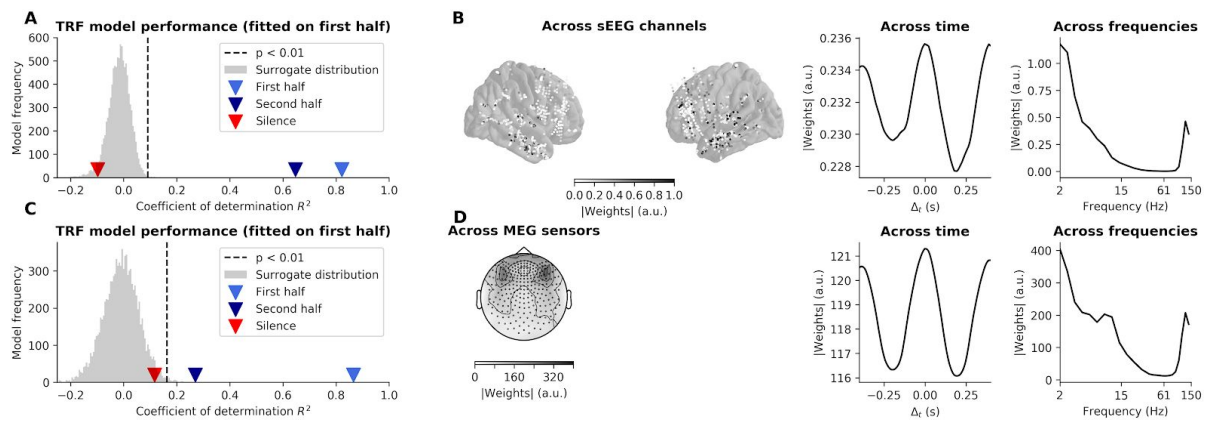 A
TRF model performance (fitted on first half)
600
500
400
300
200
100
0
Model frequency
p < 0.01
Surrogate distribution
First half
Second half
Silence
−0.2 0.0 0.2 0.4 0.6 0.8 1.0
Coefficient of determination R²
B
Across sEEG channels
0.0 0.2 0.4 0.6 0.8 1.0
|Weights| (a.u.)
Across time
0.236
0.234
0.232
0.230
0.228
|Weights| (a.u.)
−0.25 0.00 0.25
Δt (s)
Across frequencies
1.00
0.75
0.50
0.25
0.00
|Weights| (a.u.)
2 15 61 150
Frequency (Hz)
C
TRF model performance (fitted on first half)
300
200
100
0
Model frequency
p < 0.01
Surrogate distribution
First half
Second half
Silence
−0.2 0.0 0.2 0.4 0.6 0.8 1.0
Coefficient of determination R²
D
Across MEG sensors
0 160 320
|Weights| (a.u.)
Across time
121
120
119
118
117
116
|Weights| (a.u.)
−0.25 0.00 0.25
Δt (s)
Across frequencies
400
300
200
100
0
|Weights| (a.u.)
2 15 61 150
Frequency (Hz)